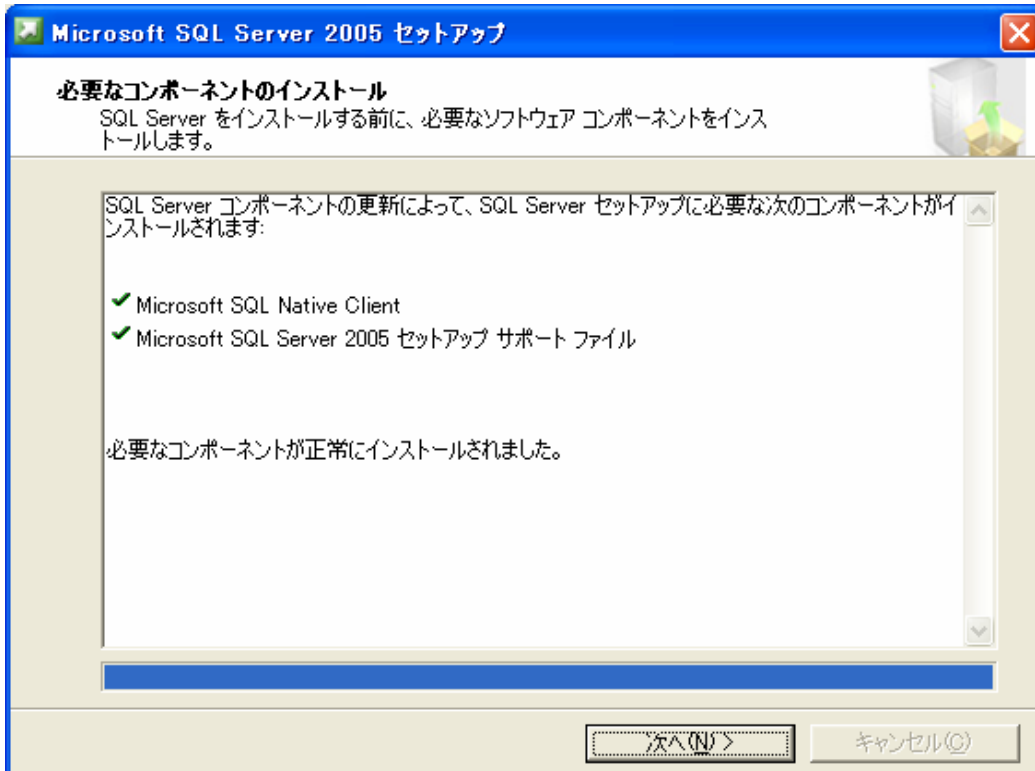 Microsoft SQL Server 2005 セットアップ
必要なコンポーネントのインストール
SQL Server をインストールする前に、必要なソフトウェア コンポーネントをインス
トールします。
SQL Server コンポーネントの更新によって、SQL Server セットアップに必要な次のコンポーネントがイ
ンストールされます:
Microsoft SQL Native Client
Microsoft SQL Server 2005 セットアップ サポート ファイル
必要なコンポーネントが正常にインストールされました。
次へ(N) >
キャンセル(C)